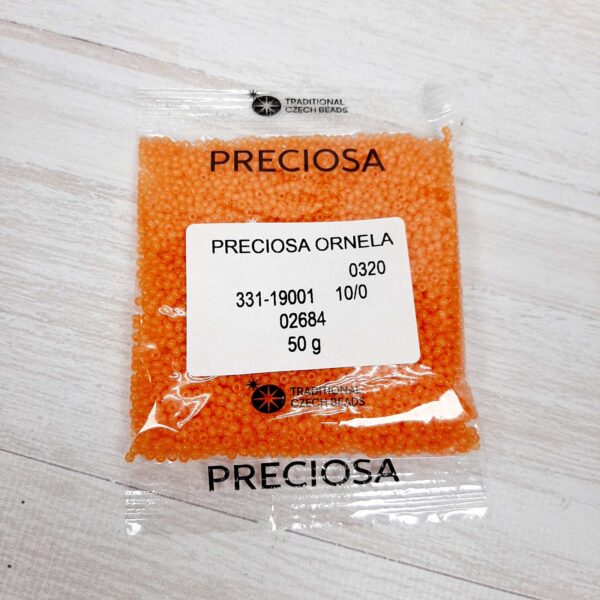 TRADITIONAL
CZECH BEADS
PRECIOSA
PRECIOSA ORNELA
0320
331-19001 10/0
02684
50 g
TRADITIONAL
CZECH BEADS
PRECIOSA